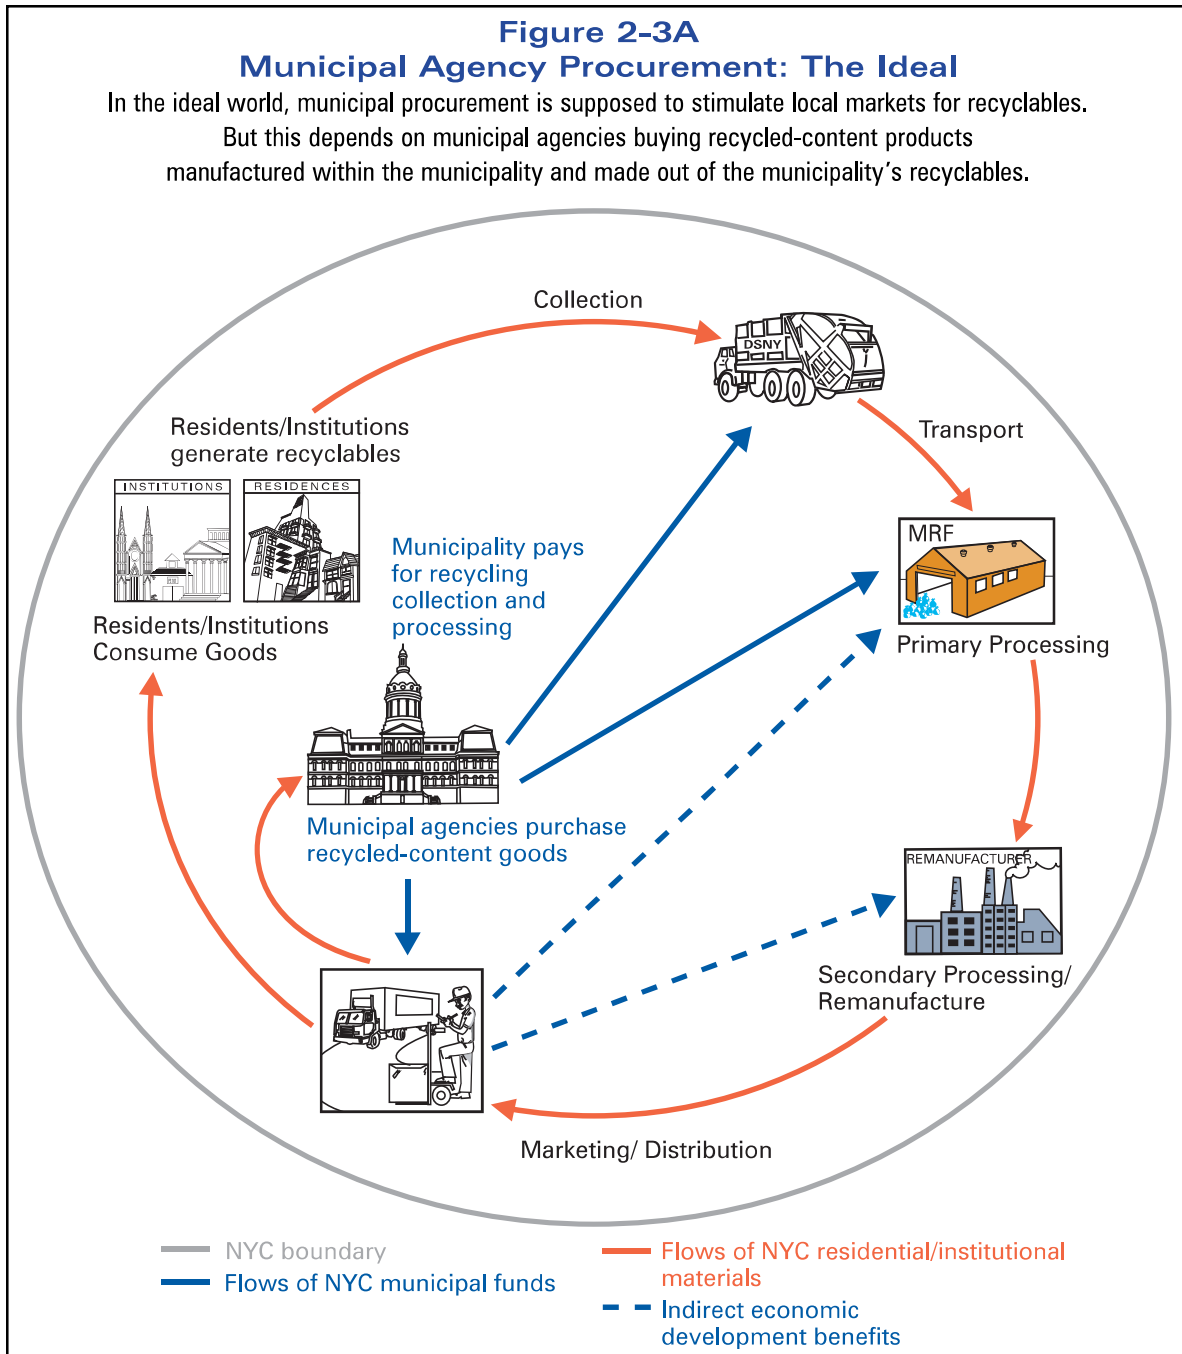 Figure 2-3A
Municipal Agency Procurement: The Ideal
In the ideal world, municipal procurement is supposed to stimulate local markets for recyclables.
But this depends on municipal agencies buying recycled-content products
manufactured within the municipality and made out of the municipality's recyclables.
Collection
DSNY
Transport
Residents/Institutions
generate recyclables
INSTITUTIONS
RESIDENCES
Municipality pays
for recycling
collection and
processing
MRF
Residents/Institutions
Consume Goods
Primary Processing
Municipal agencies purchase
recycled-content goods
REMANUFACTURER
Secondary Processing/
Remanufacture
Marketing/ Distribution
NYC boundary
Flows of NYC municipal funds
Flows of NYC residential/institutional
materials
Indirect economic
development benefits